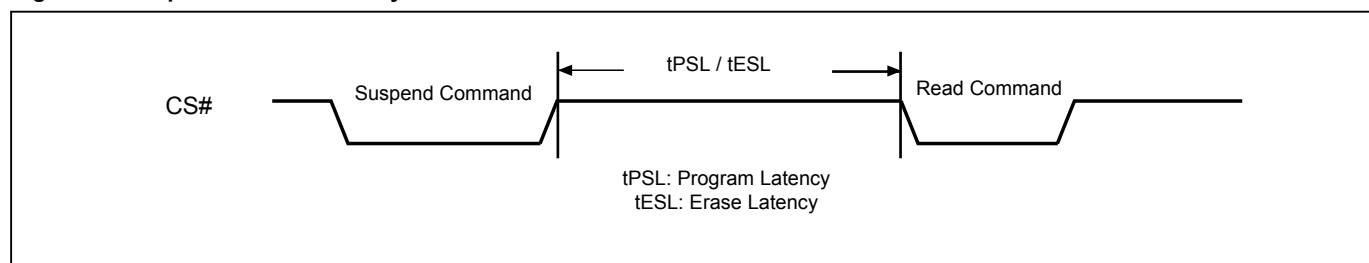 tPSL / tESL
Suspend Command
Read Command
CS#
tPSL: Program Latency
tESL: Erase Latency